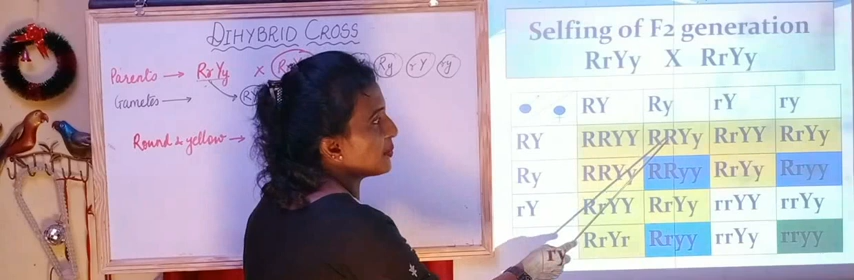 DIHYBRID CROSS
Parents → RrYy x
Ry rY ry
Gametes →
Round & yellow →
Selfing of F2 generation
RrYy X RrYy
RY Ry rY ry
RY RRYY RRYy RrYY RrYy
Ry RRYy RRyy RrYy Rryy
rY RrYY RrYy rrYY rrYy
ry RrYr Rryy rrYy rryy